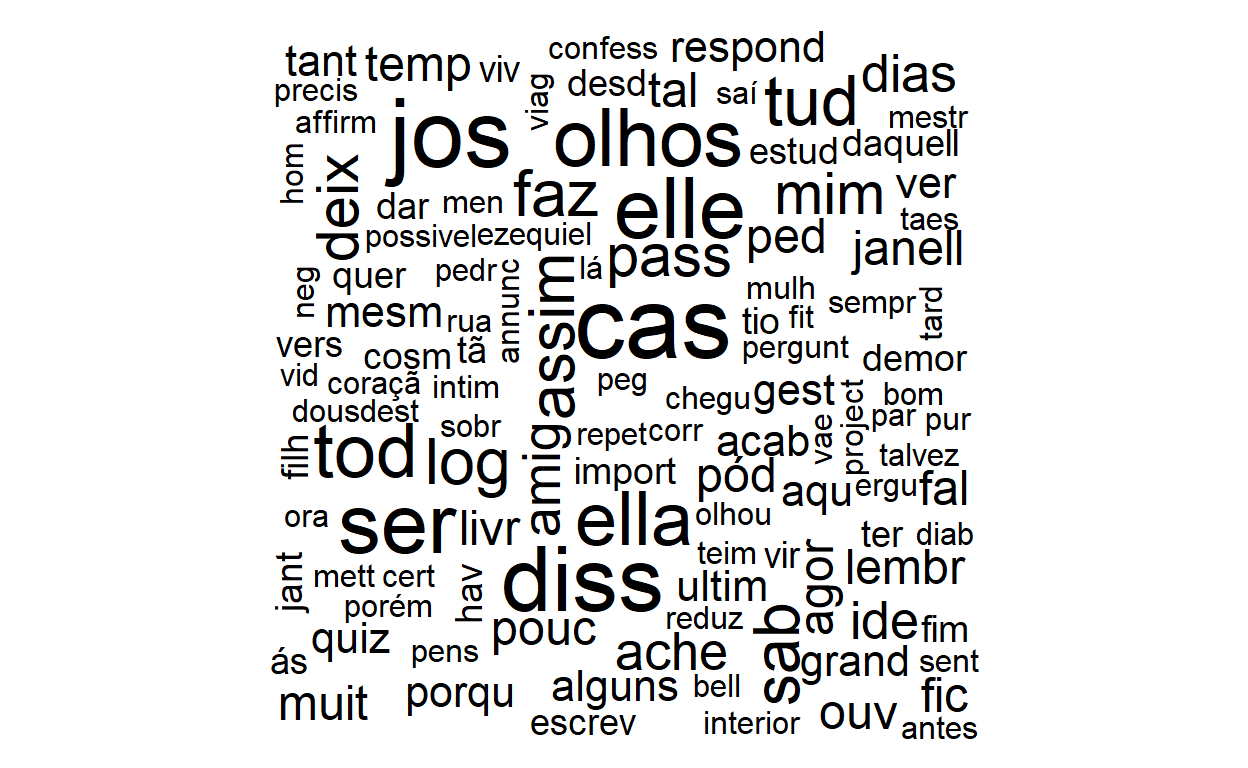 confess respond
tant temp viv desd tal saí tud dias
precis viag
affirm jos olhos mestr
estud daquell
hom deix dar men faz elle mim ver
taes
possivel ezequiel pass ped janell
neg quer pedr annunc lá
mulh sempr tard
mesm rua assim cas tio fit
vers cosm tã pergunt demor
vid coraçã intim peg chegu gest project bom
dousdest
filh tod log sobr amig repet corr acab vae par pur
talvez
import pód aqu ergu fal
ora ser livr ella olhou
ter diab
jant mett cert hav diss teim vir agor lembr
porém ultim
reduz
quiz pouc sab ide fim
ás pens ache grand sent
muit porqu alguns bell fic
escrev interior ouv antes